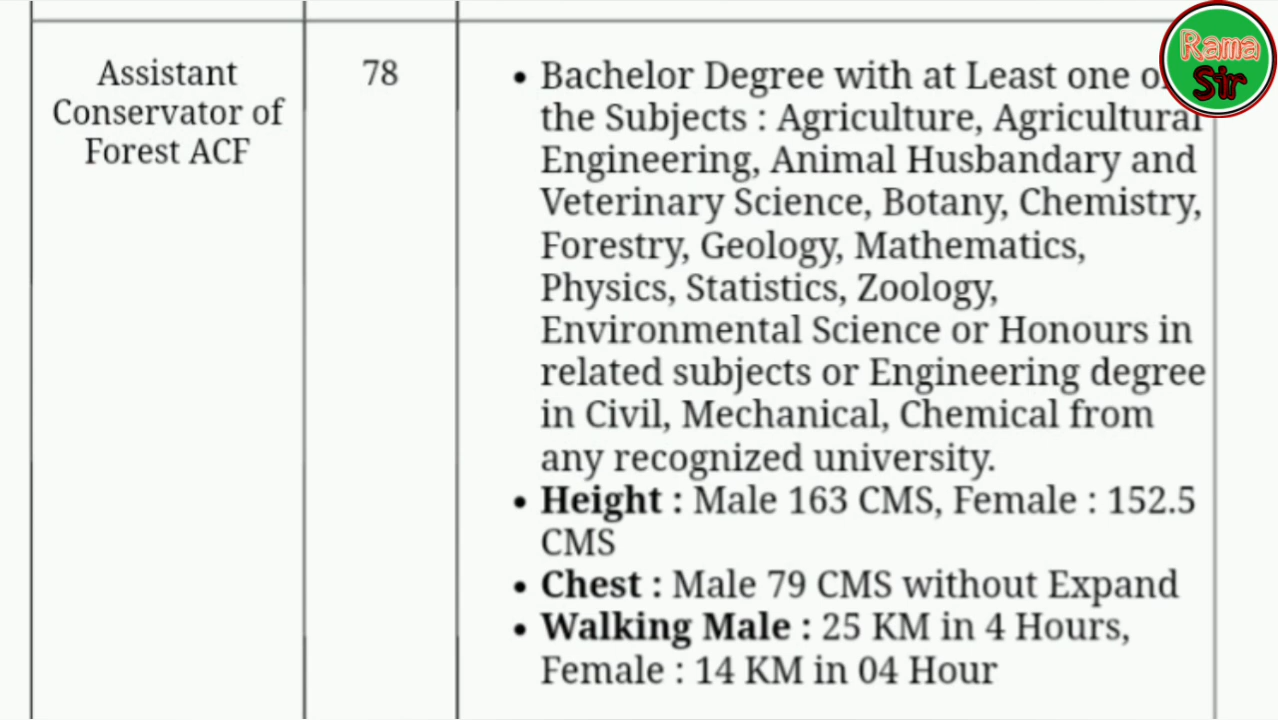 Assistant
Conservator of
Forest ACF
78
• Bachelor Degree with at Least one
the Subjects : Agriculture, Agricultural
Engineering, Animal Husbandary and
Veterinary Science, Botany, Chemistry,
Forestry, Geology, Mathematics,
Physics, Statistics, Zoology,
Environmental Science or Honours in
related subjects or Engineering degree
in Civil, Mechanical, Chemical from
any recognized university.
• Height : Male 163 CMS, Female : 152.5
CMS
• Chest : Male 79 CMS without Expand
• Walking Male : 25 KM in 4 Hours,
Female : 14 KM in 04 Hour
Rama
Sir